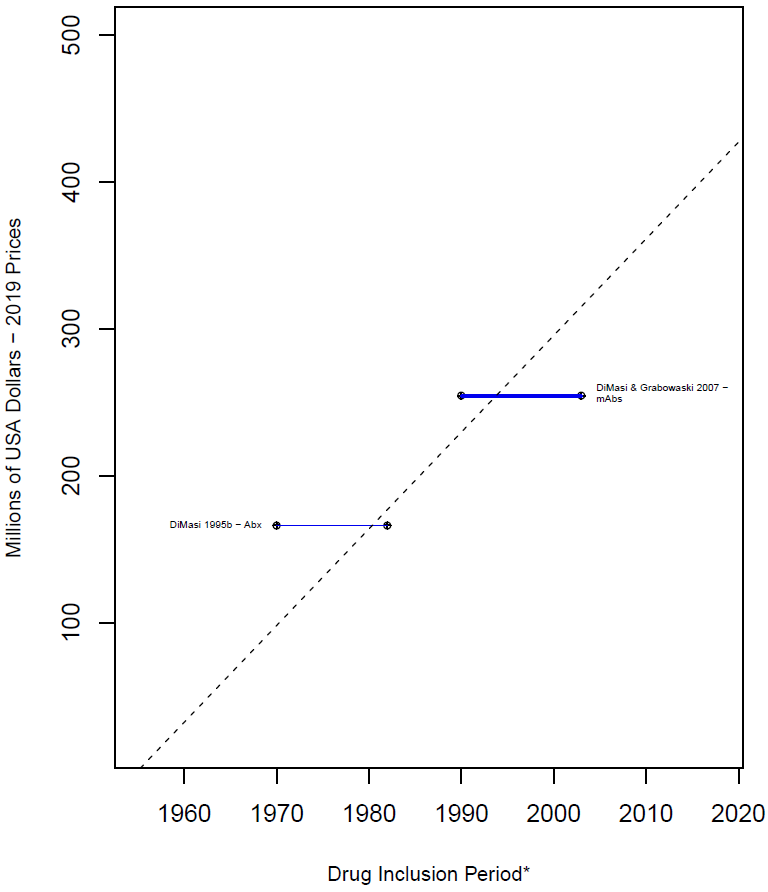 500
400
300
200
100
Millions of USA Dollars − 2019 Prices
DiMasi & Grabowaski 2007 −
mAbs
DiMasi 1995b − Abx
1960 1970 1980 1990 2000 2010 2020
Drug Inclusion Period*